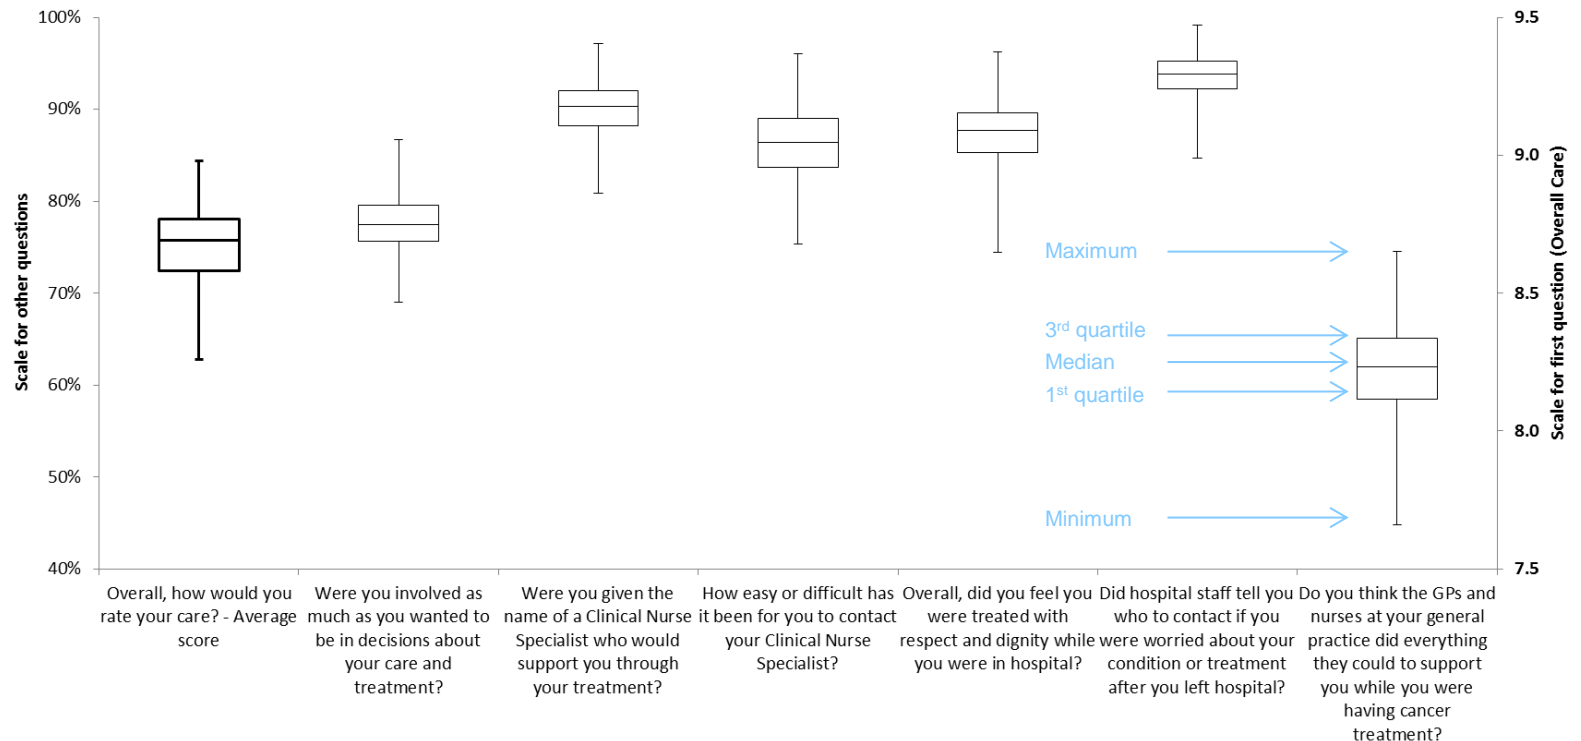 100%
90%
80%
70%
60%
50%
40%
Scale for other questions
9.5
9.0
8.5
8.0
7.5
Scale for first question (Overall Care)
Maximum
3rd quartile
Median
1st quartile
Minimum
Overall, how would you
rate your care? - Average
score
Were you involved as
much as you wanted to
be in decisions about
your care and
treatment?
Were you given the
name of a Clinical Nurse
Specialist who would
support you through
your treatment?
How easy or difficult has
it been for you to contact
your Clinical Nurse
Specialist?
Overall, did you feel you
were treated with
respect and dignity while
you were in hospital?
Did hospital staff tell you
who to contact if you
were worried about your
condition or treatment
after you left hospital?
Do you think the GPs and
nurses at your general
practice did everything
they could to support
you while you were
having cancer
treatment?